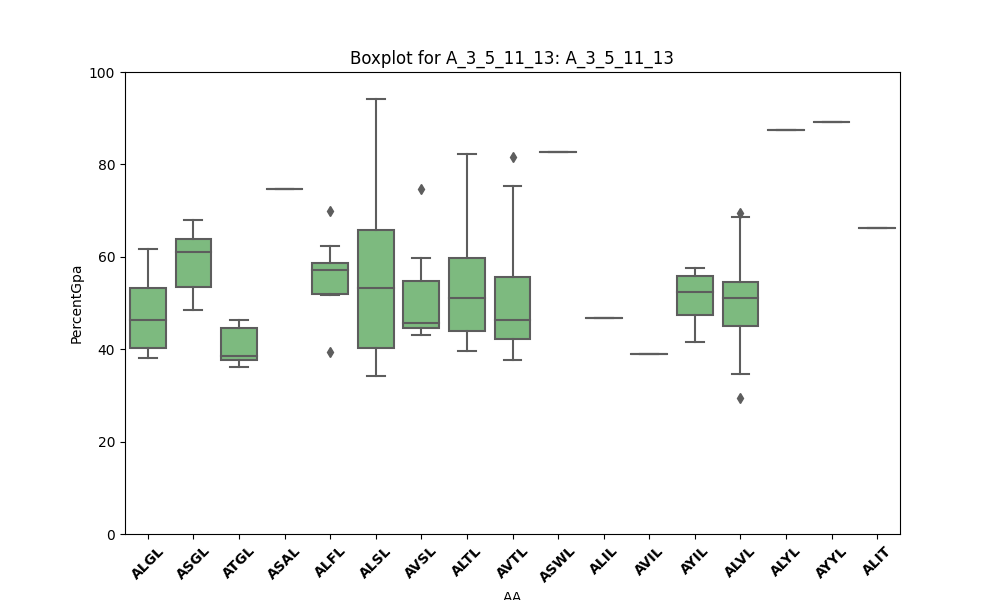 Boxplot for A_3_5_11_13: A_3_5_11_13
100
80
60
40
20
0
PercentGpa
ALGL
ASGL
ATGL
ASAL
ALFL
ALSL
AVSL
ALTL
AVTL
ASWL
ALIL
AVIL
AYIL
ALVL
ALYL
AYYL
ALIT
AA